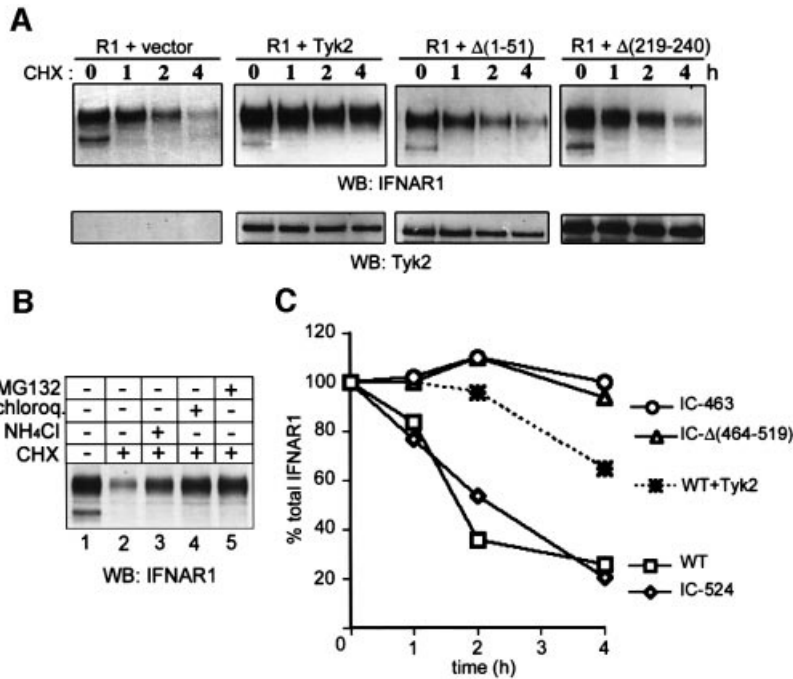 A
R1 + vector R1 + Tyk2 R1 + Δ(1-51) R1 + Δ(219-240)
CHX : 0 1 2 4 0 1 2 4 0 1 2 4 0 1 2 4 h
WB: IFNAR1
WB: Tyk2
B
MG132 - - - - +
chloroq. - - - + -
NH4Cl - - + - -
CHX - + + + +
1 2 3 4 5
WB: IFNAR1
C
% total IFNAR1
120
100
80
60
40
20
0 1 2 3 4
time (h)
IC-463
IC-Δ(464-519)
WT+Tyk2
WT
IC-524